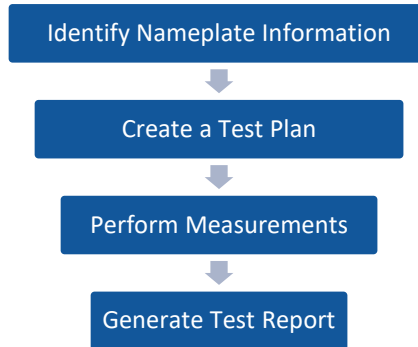 Identify Nameplate Information
Create a Test Plan
Perform Measurements
Generate Test Report